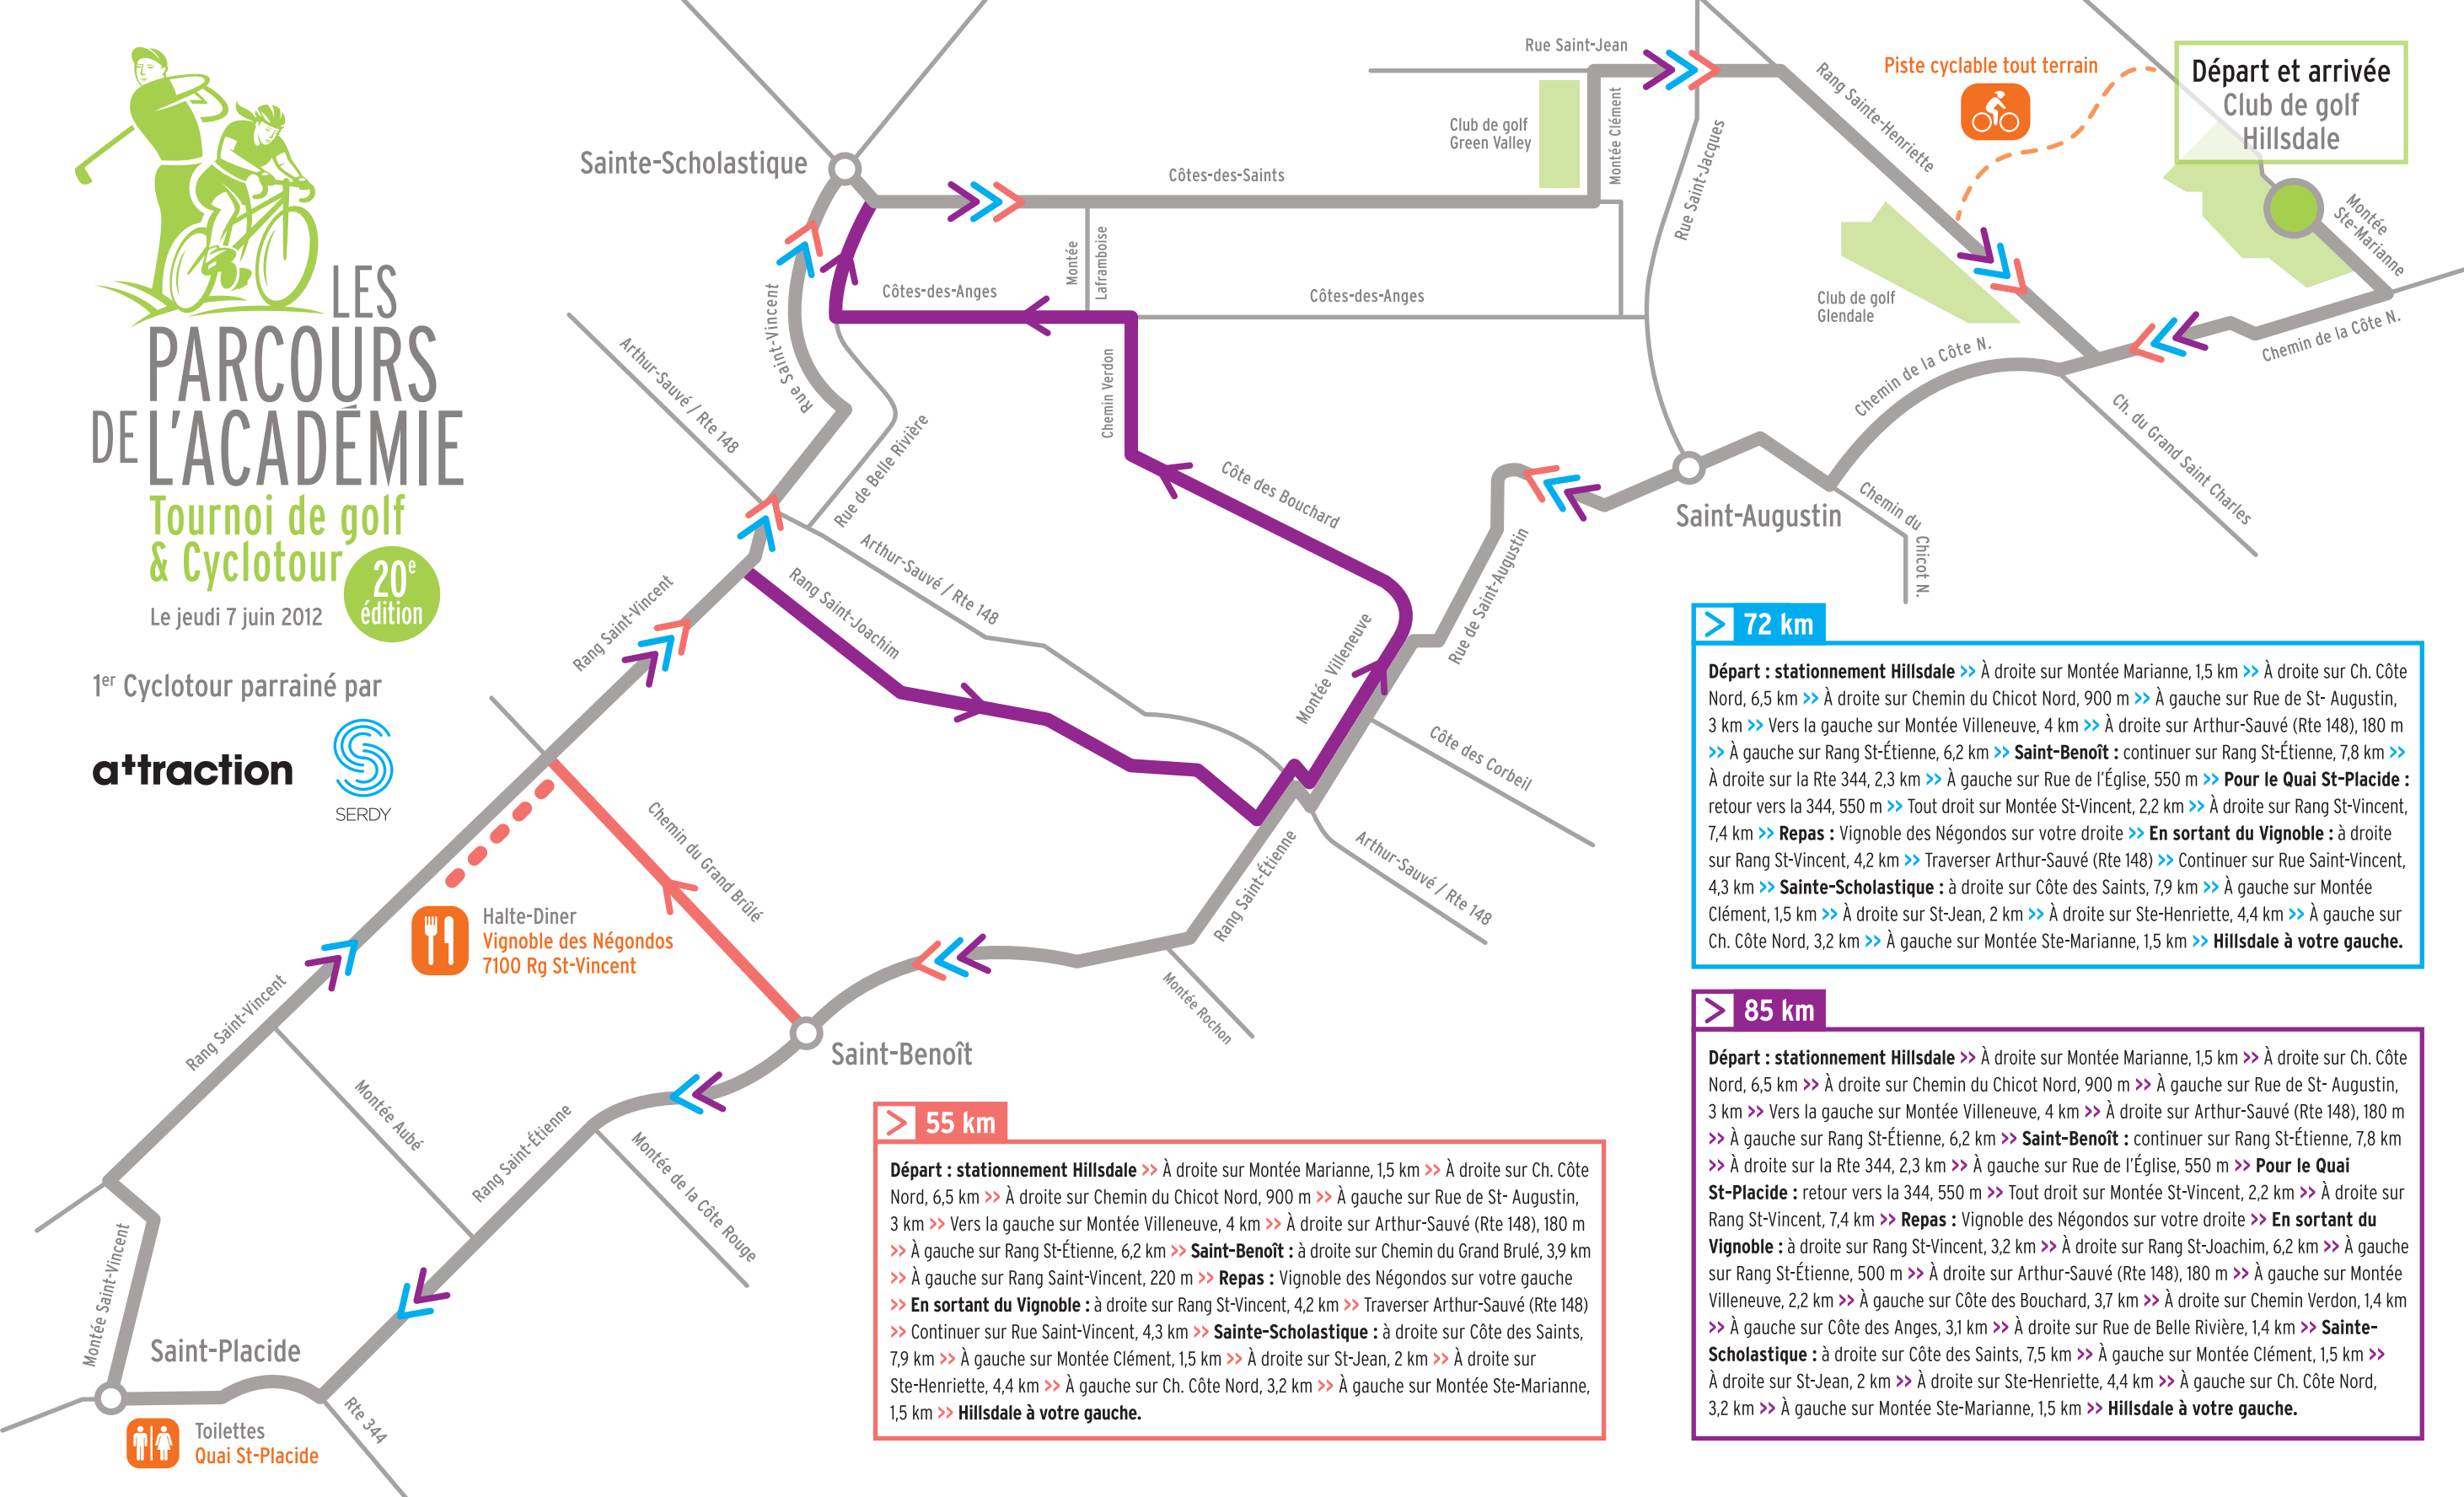 LES
PARCOURS
DE L'ACADÉMIE
Tournoi de golf
& Cyclotour
20e
édition
Le jeudi 7 juin 2012
1er Cyclotour parrainé par
attraction
SERDY
Sainte-Scholastique
Côtes-des-Saints
Rue Saint-Jean
Club de golf
Green Valley
Montée Clément
Rue Saint-Jacques
Rang Sainte-Henriette
Piste cyclable tout terrain
Départ et arrivée
Club de golf
Hillsdale
Montée
Ste-Marianne
Club de golf
Glendale
Chemin de la Côte N.
Chemin de la Côte N.
Ch. du Grand Saint Charles
Chemin du
Chicot N.
Saint-Augustin
Montée
Laframboise
Côtes-des-Anges
Côtes-des-Anges
Rue Saint-Vincent
Arthur-Sauvé / Rte 148
Rue de Belle Rivière
Chemin Verdon
Côte des Bouchard
Arthur-Sauvé / Rte 148
Rang Saint-Joachim
Rang Saint-Vincent
Rue de Saint-Augustin
Montée Villeneuve
Côte des Corbeil
Arthur-Sauvé / Rte 148
Rang Saint-Étienne
Chemin du Grand Brûlé
Halte-Diner
Vignoble des Négondos
7100 Rg St-Vincent
Montée Rochon
Saint-Benoît
Rang Saint-Vincent
Montée Aubé
Rang Saint-Étienne
Montée de la Côte Rouge
Montée Saint-Vincent
Saint-Placide
Rte 344
Toilettes
Quai St-Placide
> 55 km
Départ : stationnement Hillsdale >> À droite sur Montée Marianne, 1,5 km >> À droite sur Ch. Côte
Nord, 6,5 km >> À droite sur Chemin du Chicot Nord, 900 m >> À gauche sur Rue de St- Augustin,
3 km >> Vers la gauche sur Montée Villeneuve, 4 km >> À droite sur Arthur-Sauvé (Rte 148), 180 m
>> À gauche sur Rang St-Étienne, 6,2 km >> Saint-Benoît : à droite sur Chemin du Grand Brulé, 3,9 km
>> À gauche sur Rang Saint-Vincent, 220 m >> Repas : Vignoble des Négondos sur votre gauche
>> En sortant du Vignoble : à droite sur Rang St-Vincent, 4,2 km >> Traverser Arthur-Sauvé (Rte 148)
>> Continuer sur Rue Saint-Vincent, 4,3 km >> Sainte-Scholastique : à droite sur Côte des Saints,
7,9 km >> À gauche sur Montée Clément, 1,5 km >> À droite sur St-Jean, 2 km >> À droite sur
Ste-Henriette, 4,4 km >> À gauche sur Ch. Côte Nord, 3,2 km >> À gauche sur Montée Ste-Marianne,
1,5 km >> Hillsdale à votre gauche.
> 72 km
Départ : stationnement Hillsdale >> À droite sur Montée Marianne, 1,5 km >> À droite sur Ch. Côte
Nord, 6,5 km >> À droite sur Chemin du Chicot Nord, 900 m >> À gauche sur Rue de St- Augustin,
3 km >> Vers la gauche sur Montée Villeneuve, 4 km >> À droite sur Arthur-Sauvé (Rte 148), 180 m
>> À gauche sur Rang St-Étienne, 6,2 km >> Saint-Benoît : continuer sur Rang St-Étienne, 7,8 km >>
À droite sur la Rte 344, 2,3 km >> À gauche sur Rue de l'Église, 550 m >> Pour le Quai St-Placide :
retour vers la 344, 550 m >> Tout droit sur Montée St-Vincent, 2,2 km >> À droite sur Rang St-Vincent,
7,4 km >> Repas : Vignoble des Négondos sur votre droite >> En sortant du Vignoble : à droite
sur Rang St-Vincent, 4,2 km >> Traverser Arthur-Sauvé (Rte 148) >> Continuer sur Rue Saint-Vincent,
4,3 km >> Sainte-Scholastique : à droite sur Côte des Saints, 7,9 km >> À gauche sur Montée
Clément, 1,5 km >> À droite sur St-Jean, 2 km >> À droite sur Ste-Henriette, 4,4 km >> À gauche sur
Ch. Côte Nord, 3,2 km >> À gauche sur Montée Ste-Marianne, 1,5 km >> Hillsdale à votre gauche.
> 85 km
Départ : stationnement Hillsdale >> À droite sur Montée Marianne, 1,5 km >> À droite sur Ch. Côte
Nord, 6,5 km >> À droite sur Chemin du Chicot Nord, 900 m >> À gauche sur Rue de St- Augustin,
3 km >> Vers la gauche sur Montée Villeneuve, 4 km >> À droite sur Arthur-Sauvé (Rte 148), 180 m
>> À gauche sur Rang St-Étienne, 6,2 km >> Saint-Benoît : continuer sur Rang St-Étienne, 7,8 km
>> À droite sur la Rte 344, 2,3 km >> À gauche sur Rue de l'Église, 550 m >> Pour le Quai
St-Placide : retour vers la 344, 550 m >> Tout droit sur Montée St-Vincent, 2,2 km >> À droite sur
Rang St-Vincent, 7,4 km >> Repas : Vignoble des Négondos sur votre droite >> En sortant du
Vignoble : à droite sur Rang St-Vincent, 3,2 km >> À droite sur Rang St-Joachim, 6,2 km >> À gauche
sur Rang St-Étienne, 500 m >> À droite sur Arthur-Sauvé (Rte 148), 180 m >> À gauche sur Montée
Villeneuve, 2,2 km >> À gauche sur Côte des Bouchard, 3,7 km >> À droite sur Chemin Verdon, 1,4 km
>> À gauche sur Côte des Anges, 3,1 km >> À droite sur Rue de Belle Rivière, 1,4 km >> Sainte-
Scholastique : à droite sur Côte des Saints, 7,5 km >> À gauche sur Montée Clément, 1,5 km >>
À droite sur St-Jean, 2 km >> À droite sur Ste-Henriette, 4,4 km >> À gauche sur Ch. Côte Nord,
3,2 km >> À gauche sur Montée Ste-Marianne, 1,5 km >> Hillsdale à votre gauche.